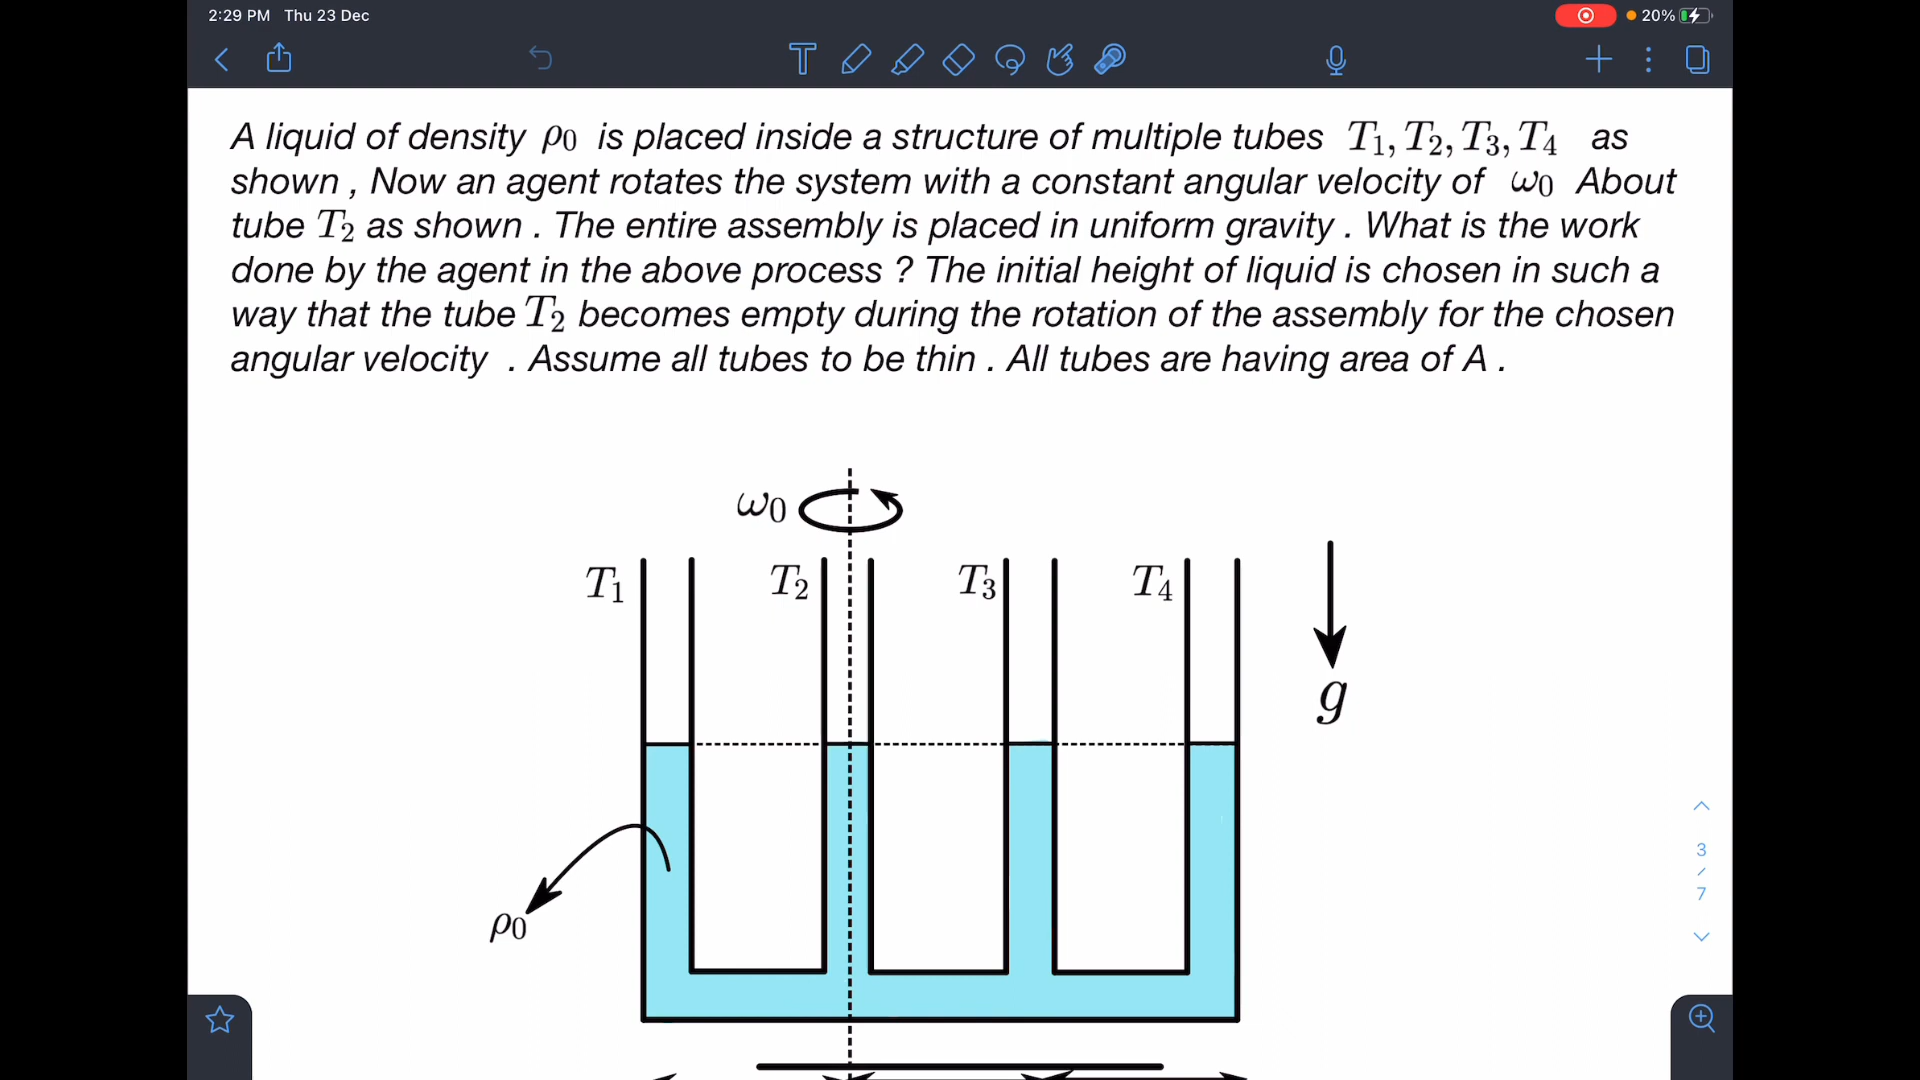 2:29 PM Thu 23 Dec
20%
A liquid of density ρ0 is placed inside a structure of multiple tubes T1, T2, T3, T4 as
shown , Now an agent rotates the system with a constant angular velocity of ω0 About
tube T2 as shown . The entire assembly is placed in uniform gravity . What is the work
done by the agent in the above process ? The initial height of liquid is chosen in such a
way that the tube T2 becomes empty during the rotation of the assembly for the chosen
angular velocity . Assume all tubes to be thin . All tubes are having area of A .
ω0
T1 T2 T3 T4
g
ρ0
3
/
7